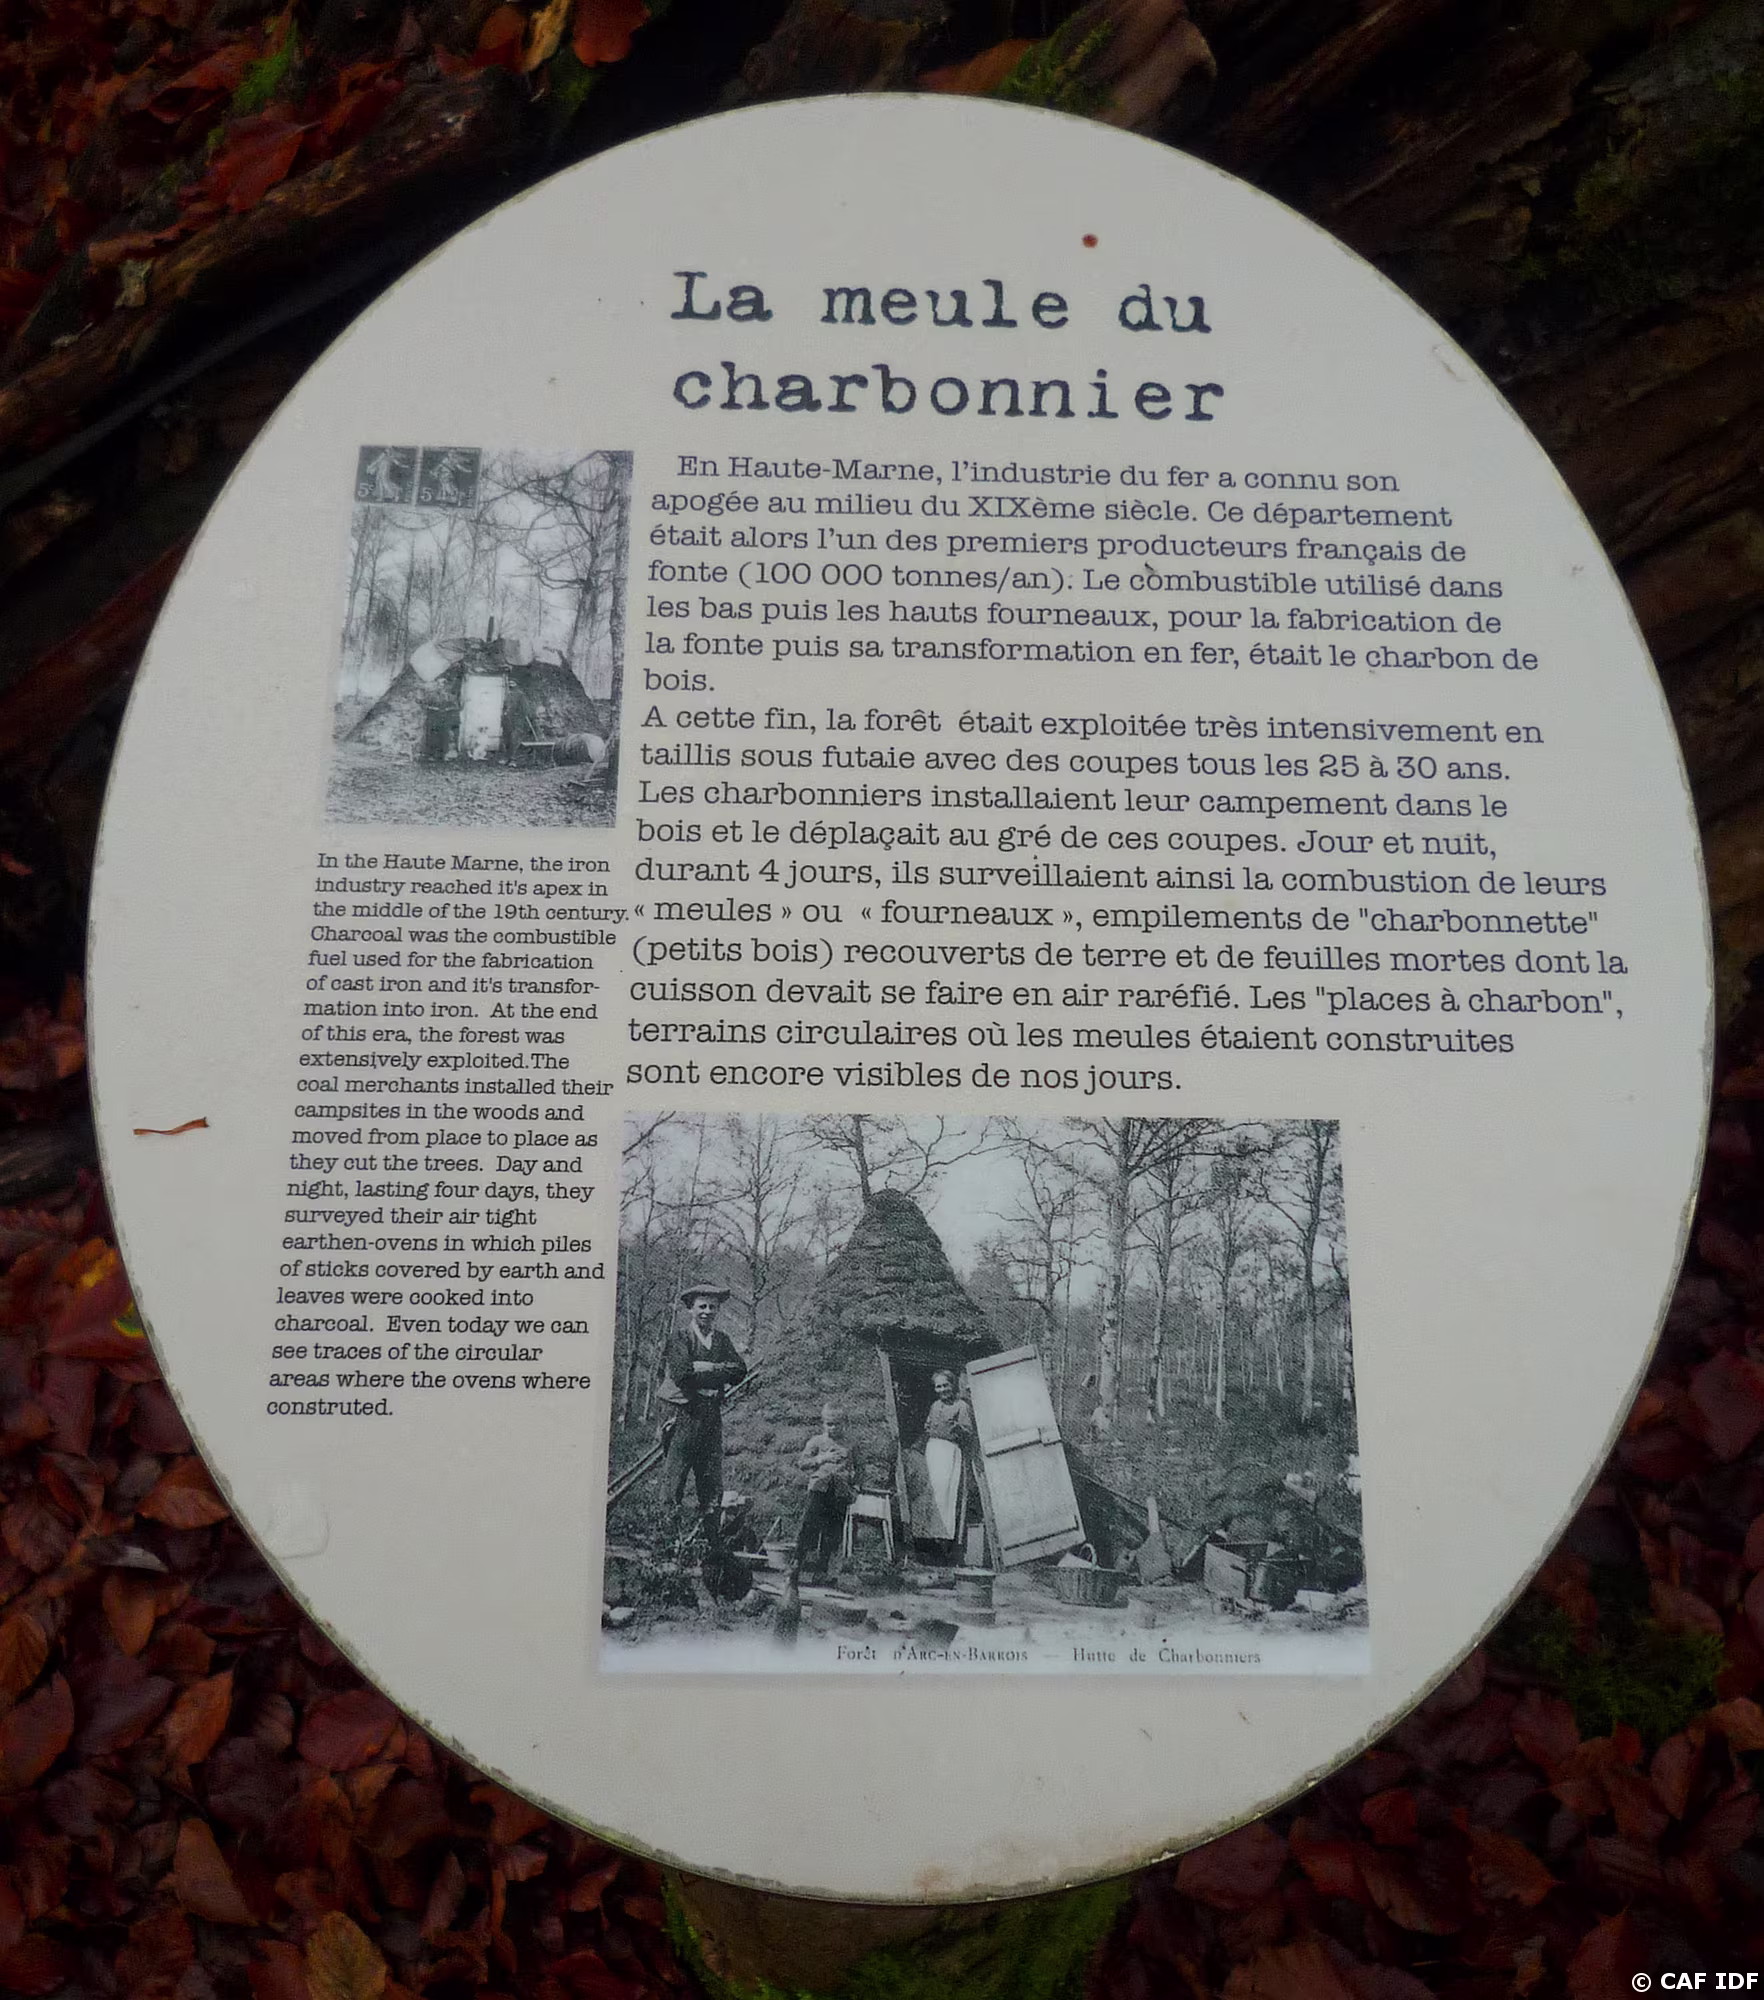 La meule du
charbonnier
En Haute-Marne, l'industrie du fer a connu son
apogée au milieu du XIXème siècle. Ce département
était alors l'un des premiers producteurs français de
fonte (100 000 tonnes/an). Le combustible utilisé dans
les bas puis les hauts fourneaux, pour la fabrication de
la fonte puis sa transformation en fer, était le charbon de
bois.
A cette fin, la forêt était exploitée très intensivement en
taillis sous futaie avec des coupes tous les 25 à 30 ans.
Les charbonniers installaient leur campement dans le
bois et le déplaçait au gré de ces coupes. Jour et nuit,
durant 4 jours, ils surveillaient ainsi la combustion de leurs
« meules » ou « fourneaux », empilements de "charbonnette"
(petits bois) recouverts de terre et de feuilles mortes dont la
cuisson devait se faire en air raréfié. Les "places à charbon",
terrains circulaires où les meules étaient construites
sont encore visibles de nos jours.
In the Haute Marne, the iron
industry reached it's apex in
the middle of the 19th century.
Charcoal was the combustible
fuel used for the fabrication
of cast iron and it's transfor-
mation into iron. At the end
of this era, the forest was
extensively exploited.The
coal merchants installed their
campsites in the woods and
moved from place to place as
they cut the trees. Day and
night, lasting four days, they
surveyed their air tight
earthen-ovens in which piles
of sticks covered by earth and
leaves were cooked into
charcoal. Even today we can
see traces of the circular
areas where the ovens where
construted.
Forêt d'Arc-en-Barrois — Hutte de Charbonniers
© CAF IDF